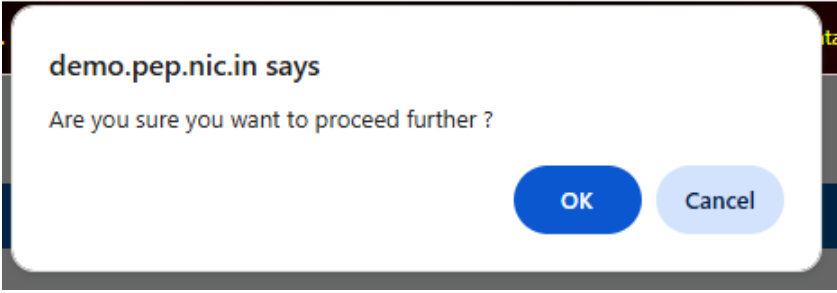 demo.pep.nic.in says
Are you sure you want to proceed further ?
OK
Cancel